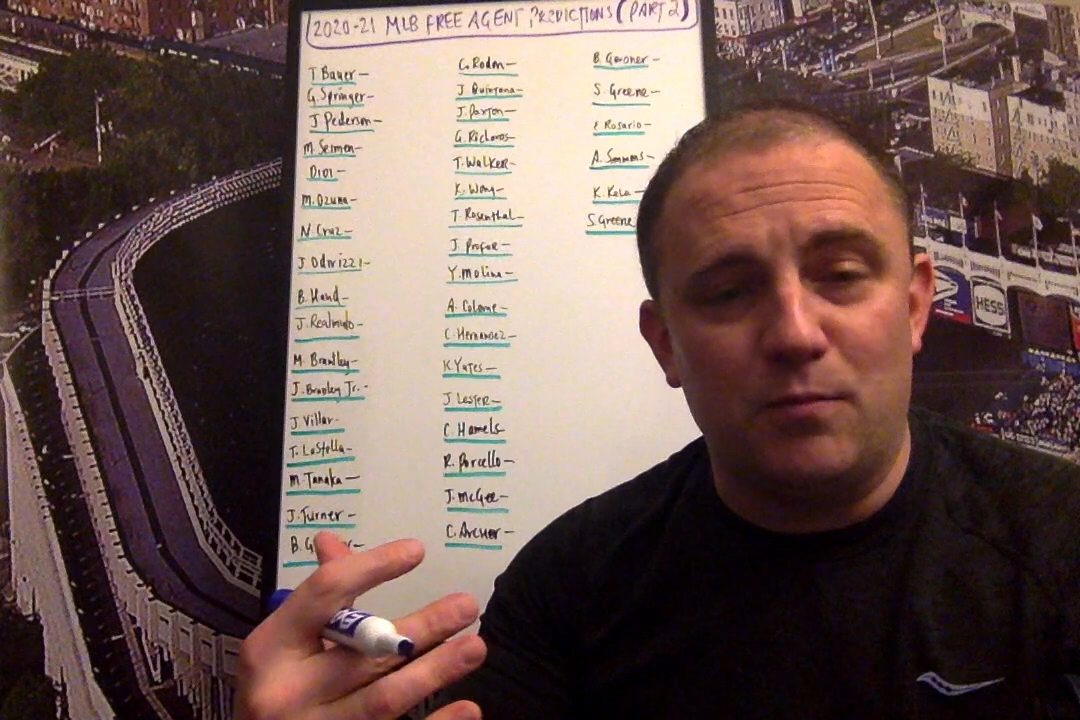 2020-21 MLB FREE AGENT PREDICTIONS (PART 2)
T Bauer -
G. Springer -
J Pederson -
M. Semien -
Didi -
M. Ozuna -
N Cruz -
J Odorizzi -
B. Hand -
J. Realmuto -
M. Brantley -
J. Bradley Jr. -
J Villar -
T. LaStella -
M. Tanaka -
J. Turner -
C. Rodon -
J Quintana -
J. Paxton -
G. Richards -
T. Walker -
K. Wong -
T. Rosenthal -
J. Profar -
Y. Molina -
A. Colome -
C. Hernandez -
K Yates -
J. Lester -
C. Hamels
R. Porcello -
J. McGee -
C. Archer -
B. Gardner -
S. Greene -
E Rosario -
A. Simmons -
K. Kela -
S Greene
HESS